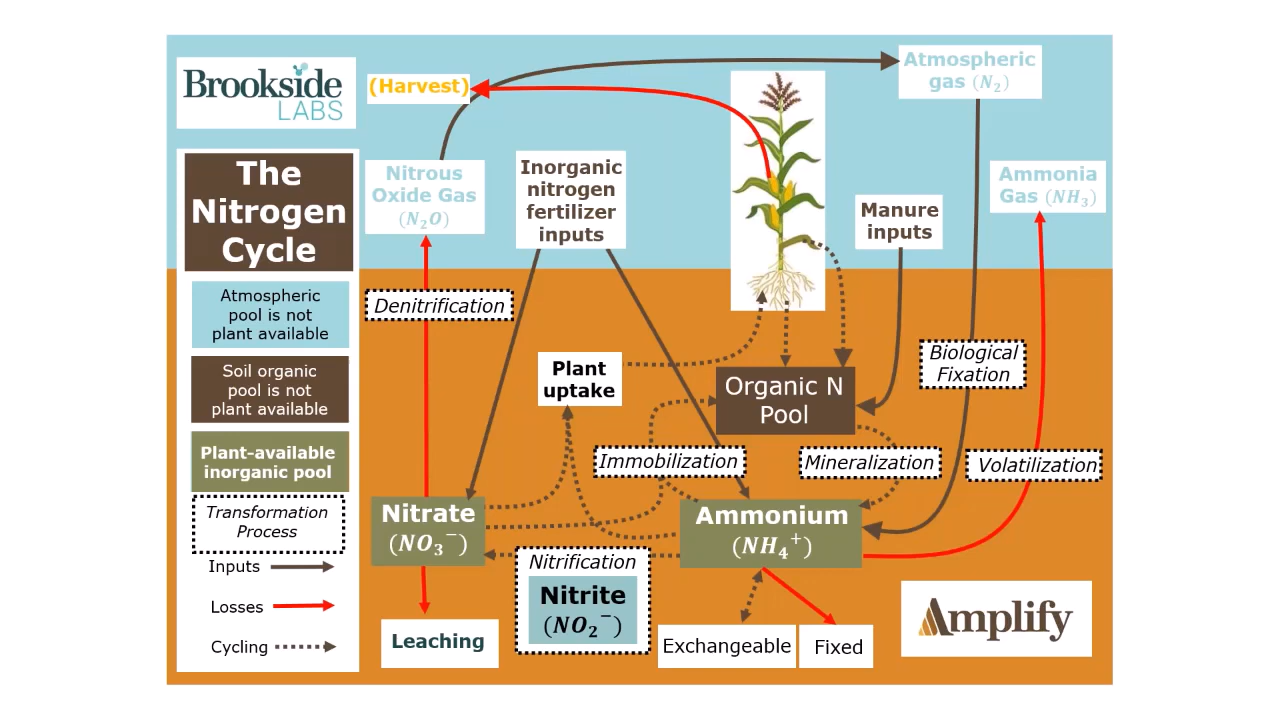 Brookside
LABS
The
Nitrogen
Cycle
Atmospheric
pool is not
plant available
Soil organic
pool is not
plant available
Plant-available
inorganic pool
Transformation
Process
Inputs
Losses
Cycling
(Harvest)
Nitrous
Oxide Gas
(N₂O)
Inorganic
nitrogen
fertilizer
inputs
Atmospheric
gas (N₂)
Ammonia
Gas (NH₃)
Manure
inputs
Denitrification
Plant
uptake
Organic N
Pool
Biological
Fixation
Immobilization
Mineralization
Volatilization
Nitrate
(NO₃⁻)
Ammonium
(NH₄⁺)
Nitrification
Nitrite
(NO₂⁻)
Leaching
Exchangeable
Fixed
Amplify